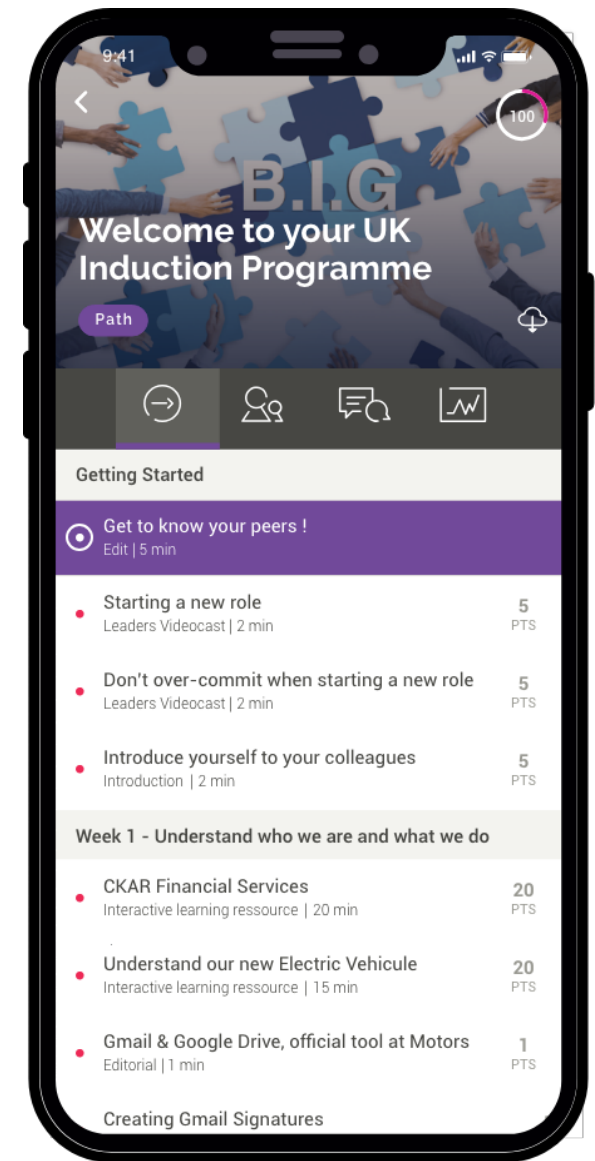 9:41
100
B.I.G
Welcome to your UK
Induction Programme
Path
Getting Started
Get to know your peers !
Edit | 5 min
Starting a new role
Leaders Videocast | 2 min
5
PTS
Don't over-commit when starting a new role
Leaders Videocast | 2 min
5
PTS
Introduce yourself to your colleagues
Introduction | 2 min
5
PTS
Week 1 - Understand who we are and what we do
CKAR Financial Services
Interactive learning ressource | 20 min
20
PTS
Understand our new Electric Vehicule
Interactive learning ressource | 15 min
20
PTS
Gmail & Google Drive, official tool at Motors
Editorial | 1 min
1
PTS
Creating Gmail Signatures